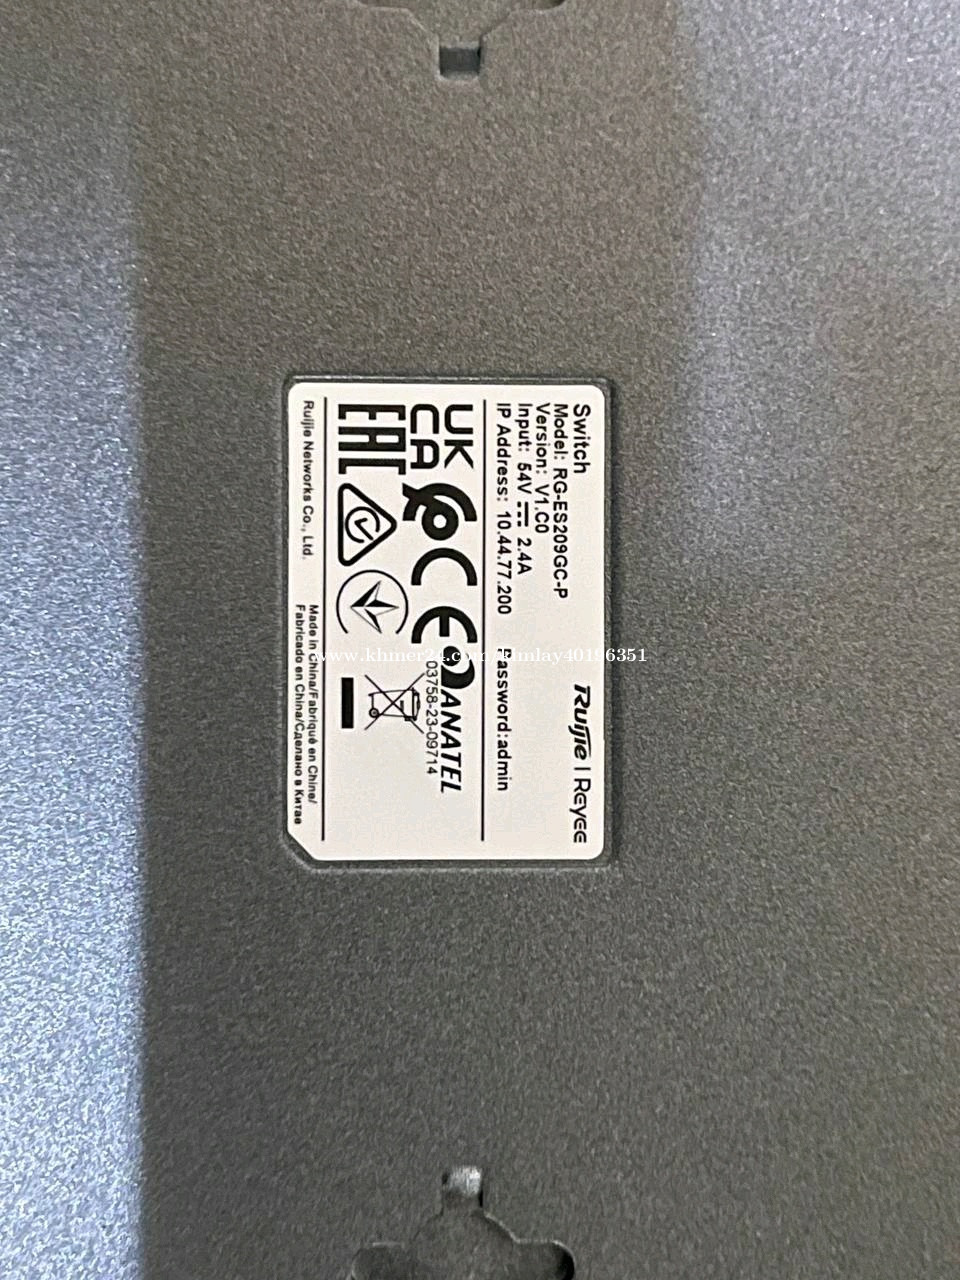 Switch
Ruijie | Reyee
Model: RG-ES209GC-P
Version: V1.C0
Input: 54V ⎓ 2.4A
IP Address: 10.44.77.200 Password:admin
UK
CA
CE
ANATEL
03758-23-09714
EAC
Ruijie Networks Co., Ltd.
Made in China/Fabriqué en Chine/
Fabricado en China/Сделано в Китае
www.khmer24.com/khmlay40196351